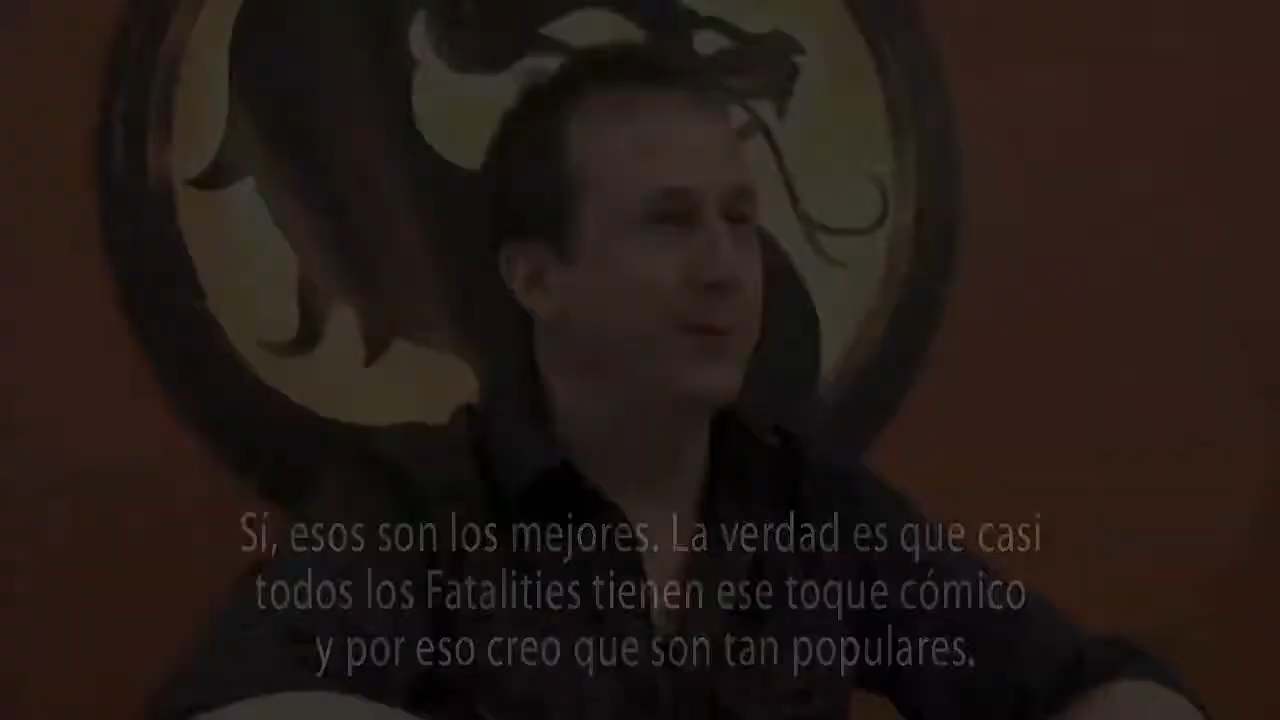 Sí, esos son los mejores. La verdad es que casi
todos los Fatalities tienen ese toque cómico
y por eso creo que son tan populares.